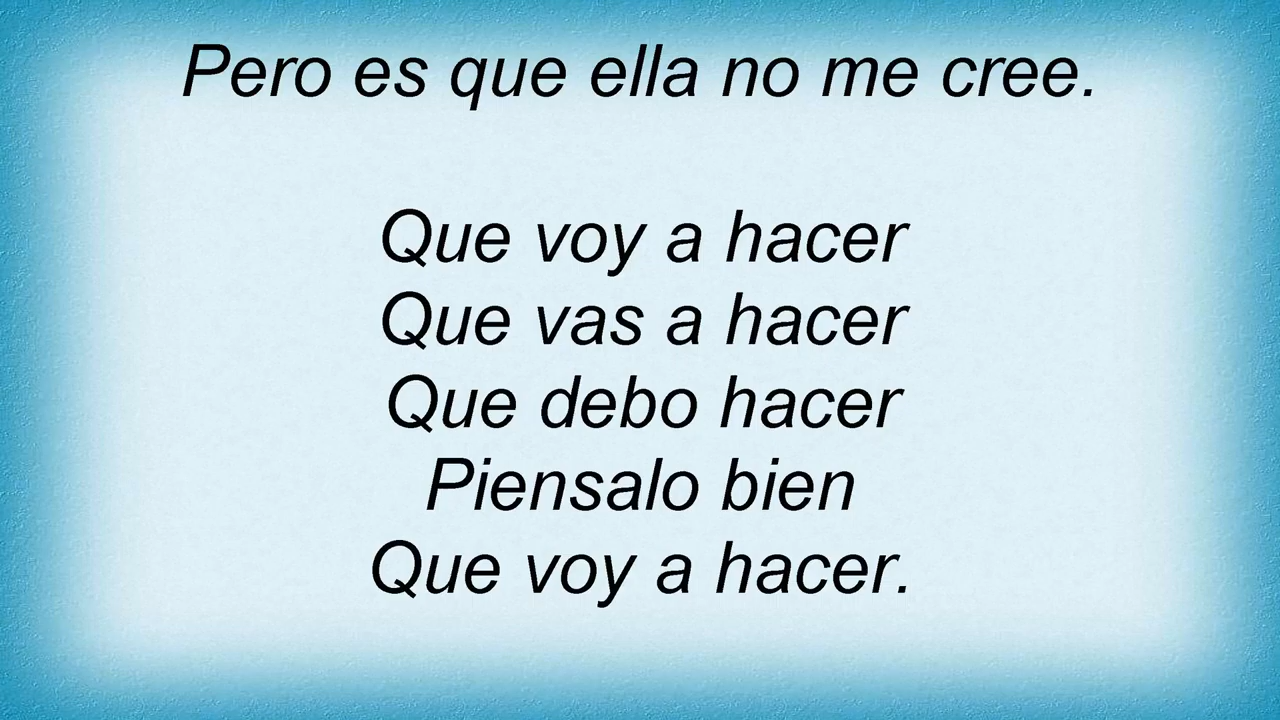 Pero es que ella no me cree.
Que voy a hacer
Que vas a hacer
Que debo hacer
Piensalo bien
Que voy a hacer.